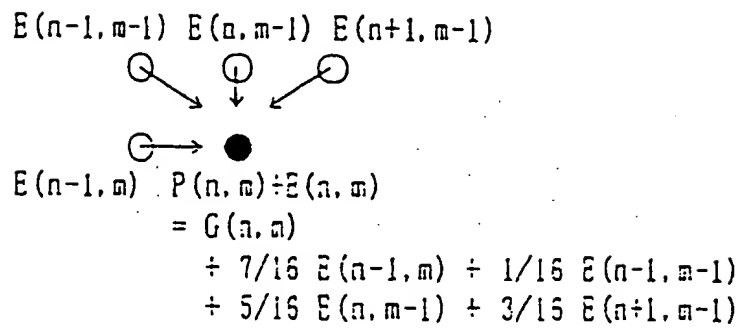 E(n-1,m-1) E(n,m-1) E(n+1,m-1)
E(n-1,m) P(n,m)+E(n,m)
= G(n,m)
+ 7/16 E(n-1,m) + 1/16 E(n-1,m-1)
+ 5/16 E(n,m-1) + 3/16 E(n+1,m-1)